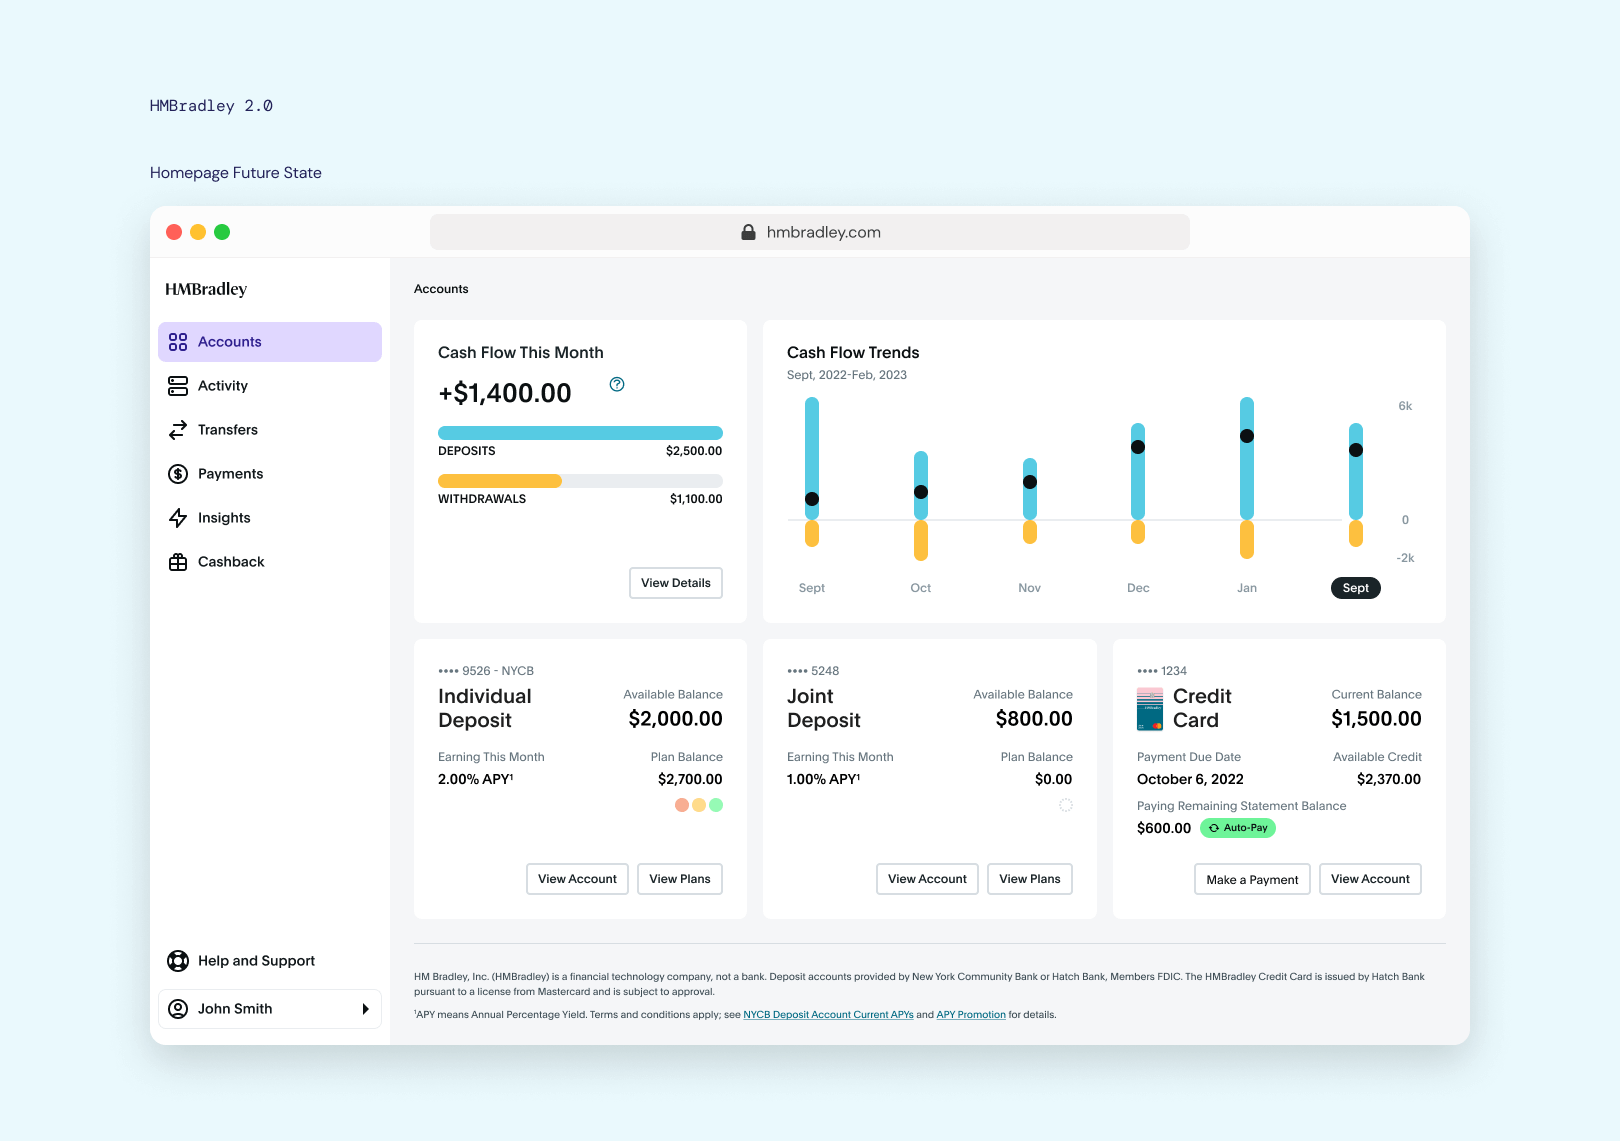 HMBradley 2.0
Homepage Future State
hmbradley.com
HMBradley
Accounts
Activity
Transfers
Payments
Insights
Cashback
Help and Support
John Smith
Accounts
Cash Flow This Month
+$1,400.00
DEPOSITS $2,500.00
WITHDRAWALS $1,100.00
View Details
Cash Flow Trends
Sept, 2022-Feb, 2023
6k
0
-2k
Sept Oct Nov Dec Jan Sept
•••• 9526 - NYCB
Individual
Deposit
Available Balance
$2,000.00
Earning This Month
2.00% APY¹
Plan Balance
$2,700.00
View Account View Plans
•••• 5248
Joint
Deposit
Available Balance
$800.00
Earning This Month
1.00% APY¹
Plan Balance
$0.00
View Account View Plans
•••• 1234
Credit
Card
Current Balance
$1,500.00
Payment Due Date
October 6, 2022
Available Credit
$2,370.00
Paying Remaining Statement Balance
$600.00 Auto-Pay
Make a Payment View Account
HM Bradley, Inc. (HMBradley) is a financial technology company, not a bank. Deposit accounts provided by New York Community Bank or Hatch Bank, Members FDIC. The HMBradley Credit Card is issued by Hatch Bank
pursuant to a license from Mastercard and is subject to approval.
¹APY means Annual Percentage Yield. Terms and conditions apply; see NYCB Deposit Account Current APYs and APY Promotion for details.